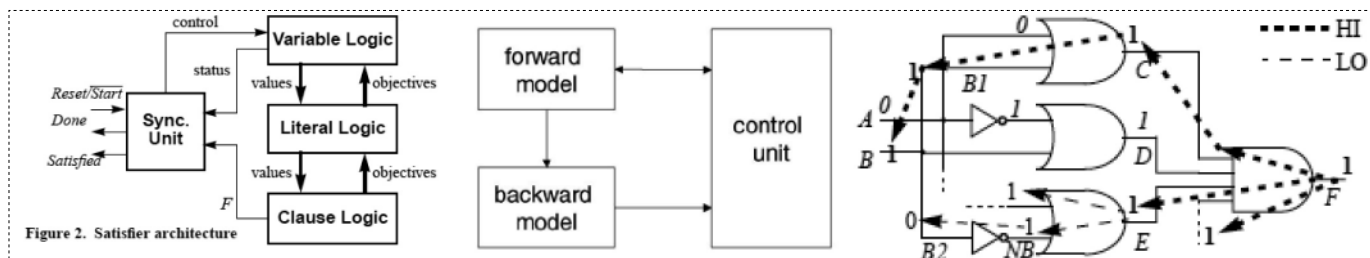 control
Variable Logic
status
values
objectives
Reset/Start
Done
Sync.
Unit
Satisfied
Literal Logic
values
objectives
F
Clause Logic
Figure 2. Satisfier architecture
forward
model
backward
model
control
unit
0
1
HI
LO
1
B1
C
A
0
1
1
B
1
D
1
1
1
F
0
1
E
B2
NB
1